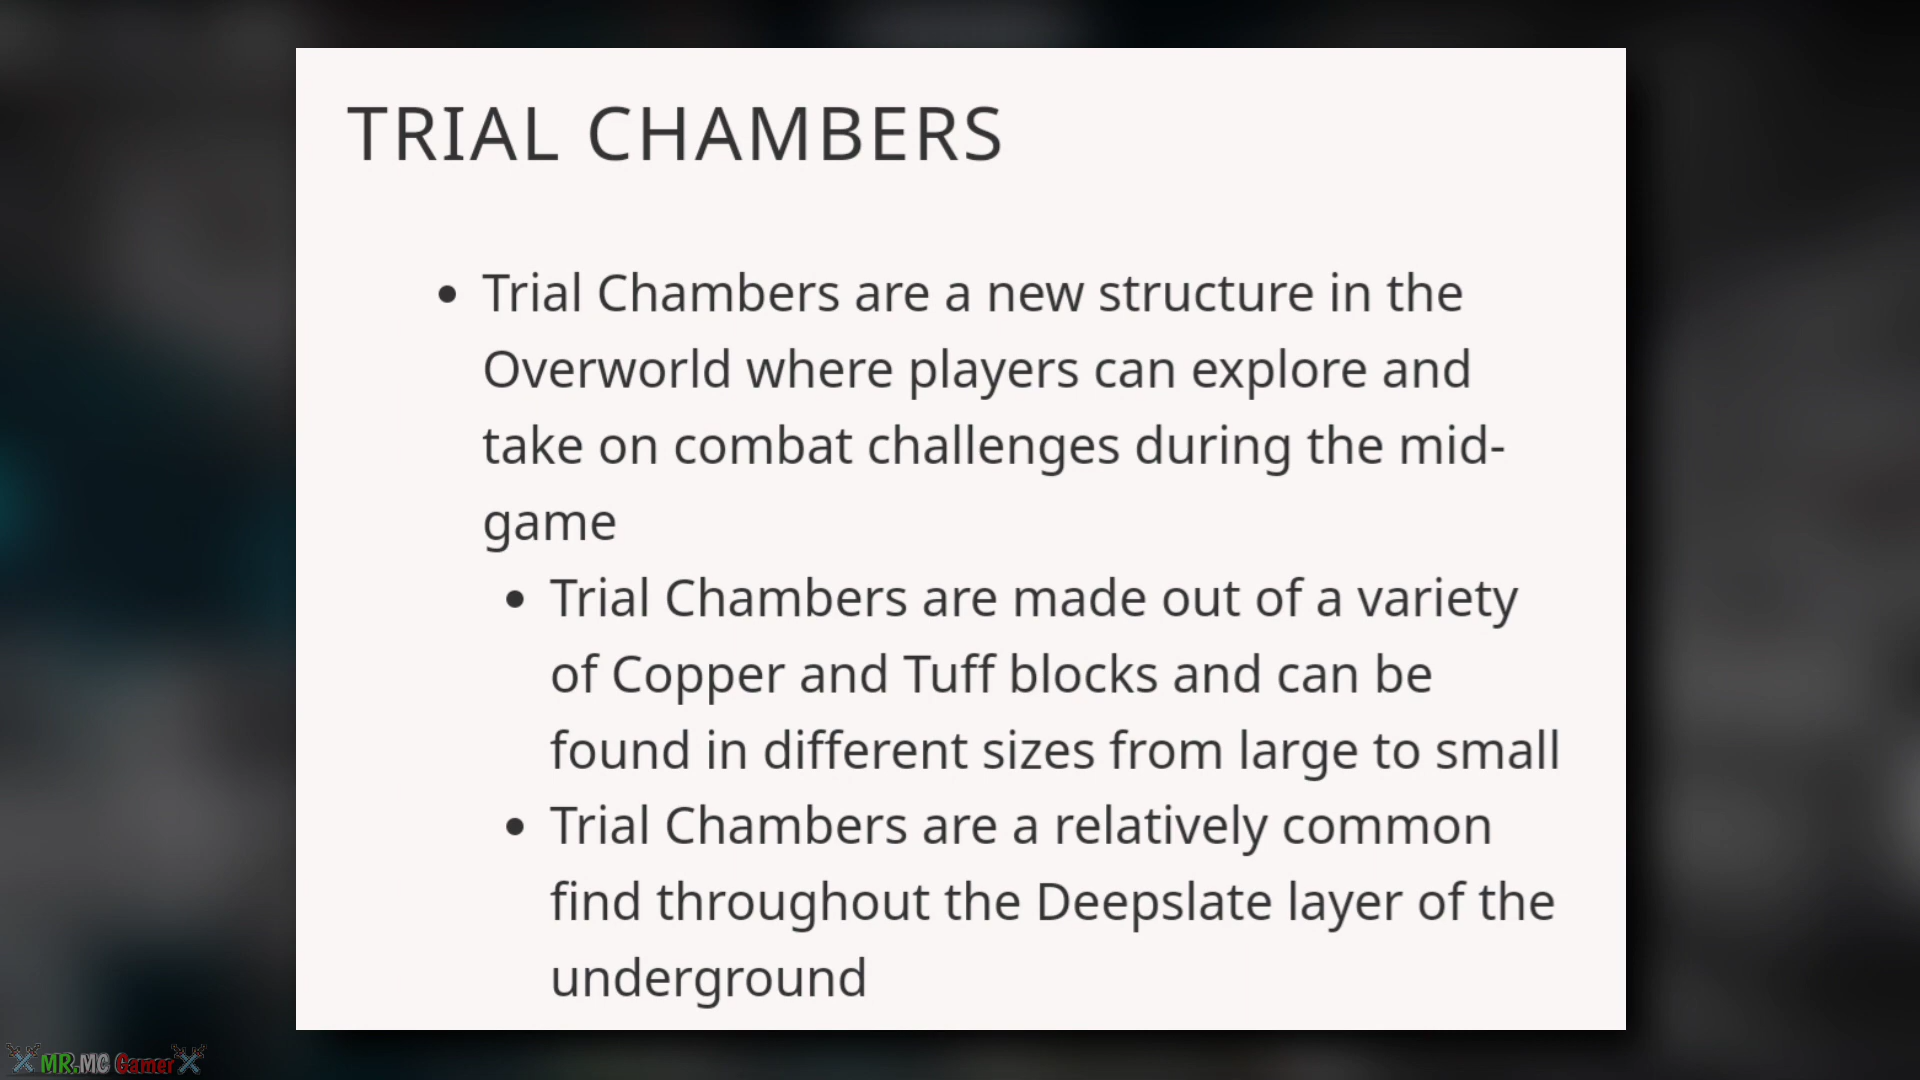 TRIAL CHAMBERS
• Trial Chambers are a new structure in the
Overworld where players can explore and
take on combat challenges during the mid-
game
• Trial Chambers are made out of a variety
of Copper and Tuff blocks and can be
found in different sizes from large to small
• Trial Chambers are a relatively common
find throughout the Deepslate layer of the
underground
MR.MC Gamer